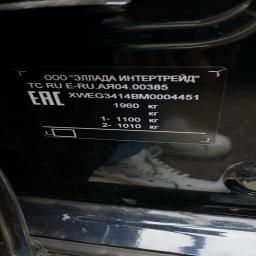 ООО "ЭЛЛАДА ИНТЕРТРЕЙД"
ТС RU E-RU.АЯ04.00385
EAC XWEG3414BM0004451
1960 кг
кг
1- 1100 кг
2- 1010 кг